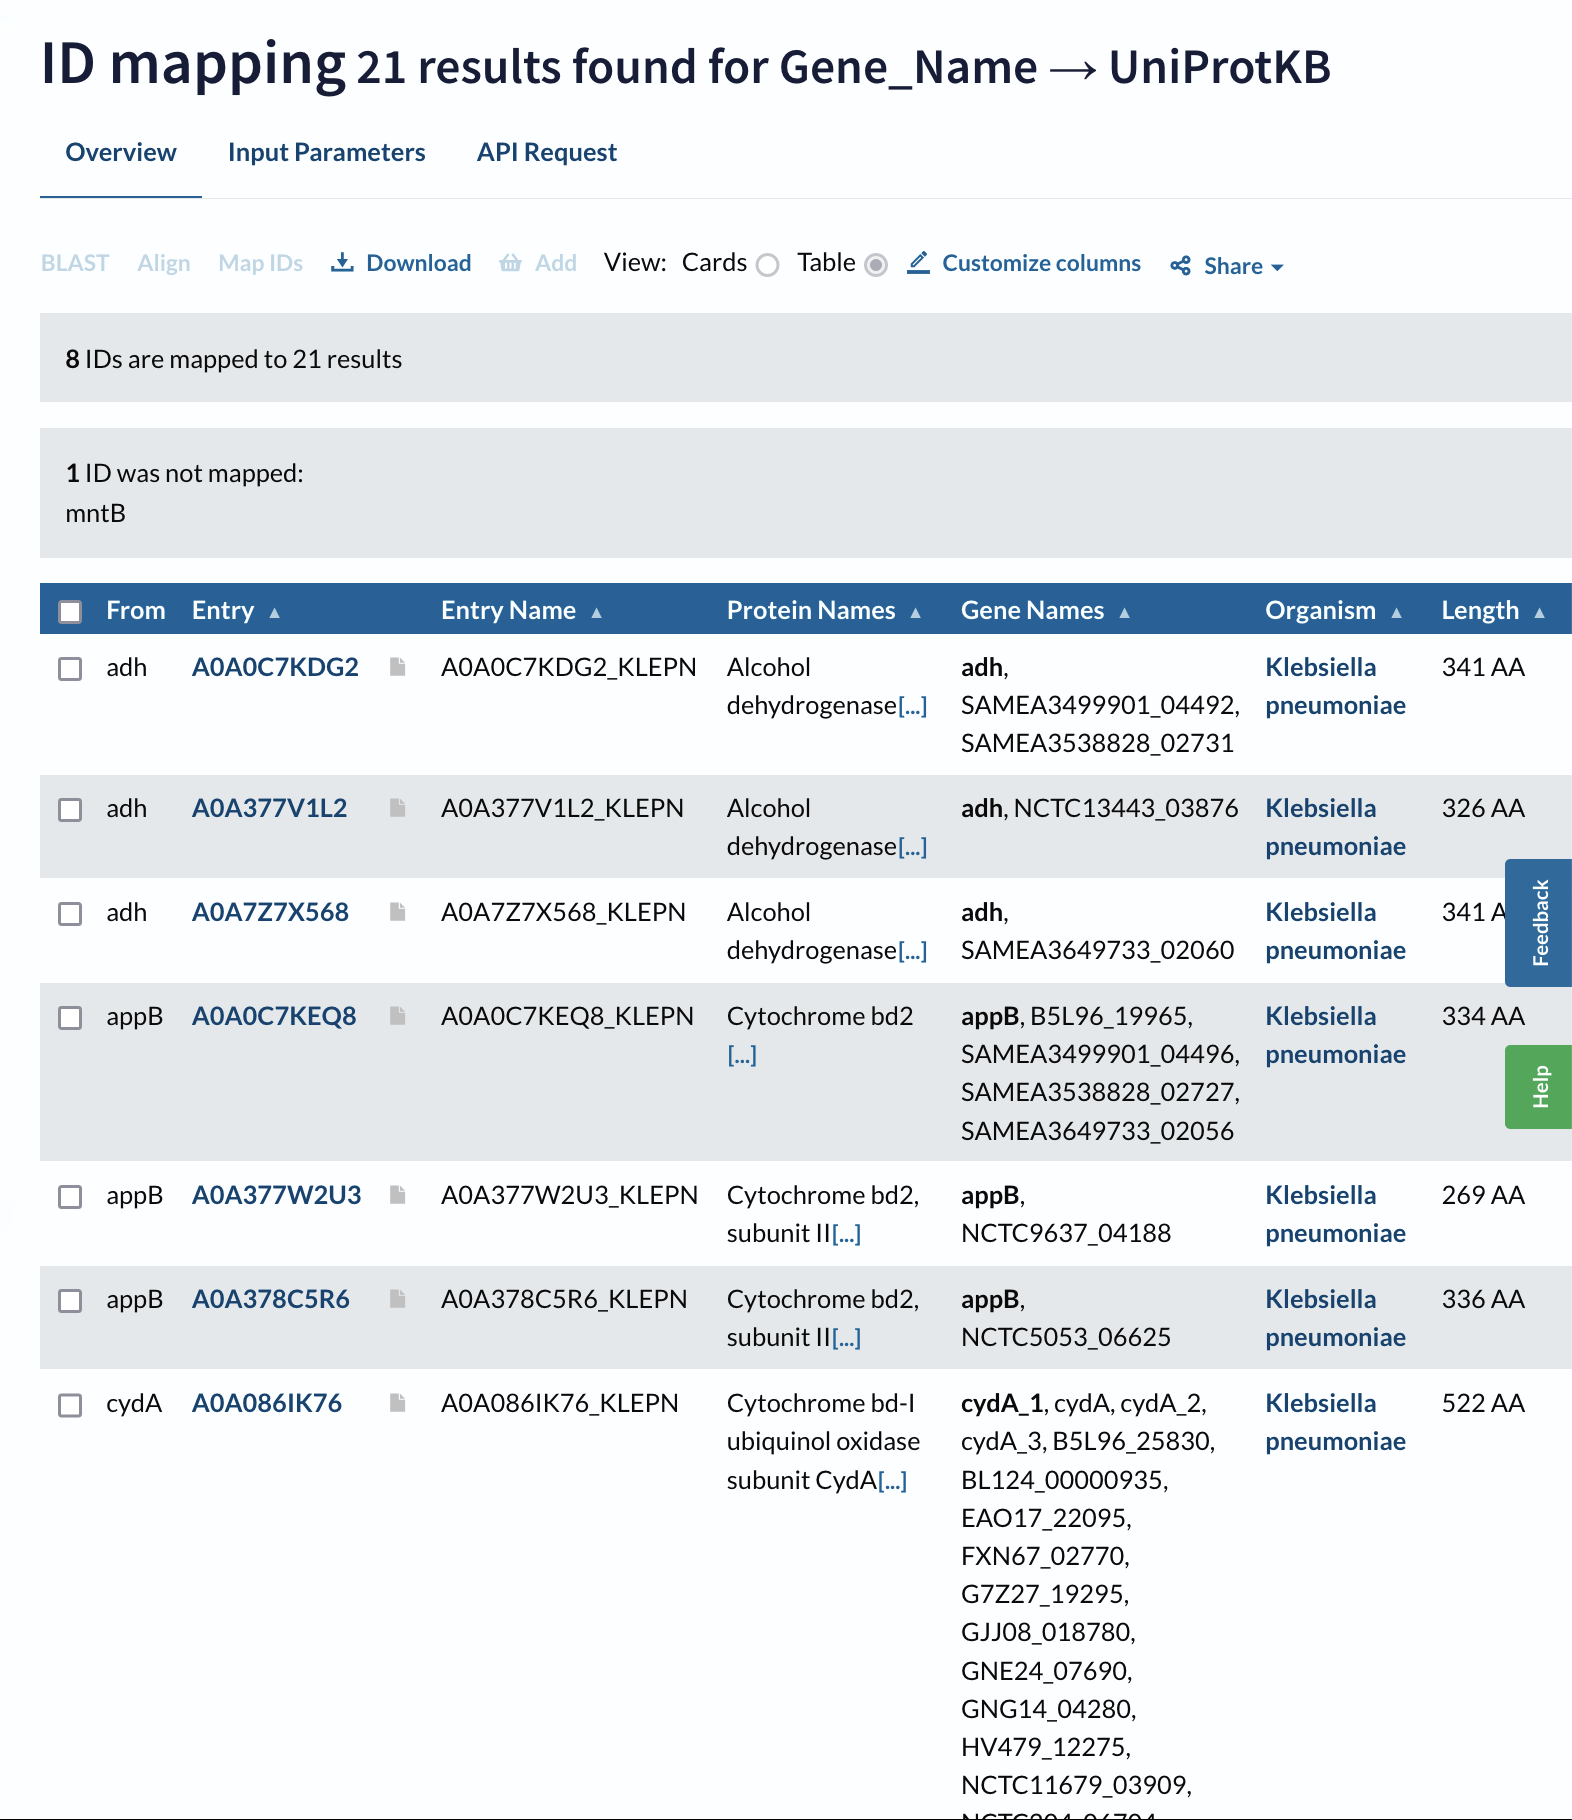 ID mapping 21 results found for Gene_Name → UniProtKB
Overview Input Parameters API Request
BLAST Align Map IDs Download Add View: Cards Table Customize columns Share
8 IDs are mapped to 21 results
1 ID was not mapped:
mntB
From Entry ▲ Entry Name ▲ Protein Names ▲ Gene Names ▲ Organism ▲ Length ▲
adh A0A0C7KDG2 A0A0C7KDG2_KLEPN Alcohol adh, Klebsiella 341 AA
dehydrogenase[...] SAMEA3499901_04492, pneumoniae
SAMEA3538828_02731
adh A0A377V1L2 A0A377V1L2_KLEPN Alcohol adh, NCTC13443_03876 Klebsiella 326 AA
dehydrogenase[...] pneumoniae
adh A0A7Z7X568 A0A7Z7X568_KLEPN Alcohol adh, Klebsiella 341 A
dehydrogenase[...] SAMEA3649733_02060 pneumoniae
Feedback
appB A0A0C7KEQ8 A0A0C7KEQ8_KLEPN Cytochrome bd2 appB, B5L96_19965, Klebsiella 334 AA
[...] SAMEA3499901_04496, pneumoniae
SAMEA3538828_02727,
SAMEA3649733_02056
Help
appB A0A377W2U3 A0A377W2U3_KLEPN Cytochrome bd2, appB, Klebsiella 269 AA
subunit II[...] NCTC9637_04188 pneumoniae
appB A0A378C5R6 A0A378C5R6_KLEPN Cytochrome bd2, appB, Klebsiella 336 AA
subunit II[...] NCTC5053_06625 pneumoniae
cydA A0A086IK76 A0A086IK76_KLEPN Cytochrome bd-I cydA_1, cydA, cydA_2, Klebsiella 522 AA
ubiquinol oxidase cydA_3, B5L96_25830, pneumoniae
subunit CydA[...] BL124_00000935,
EAO17_22095,
FXN67_02770,
G7Z27_19295,
GJJ08_018780,
GNE24_07690,
GNG14_04280,
HV479_12275,
NCTC11679_03909,